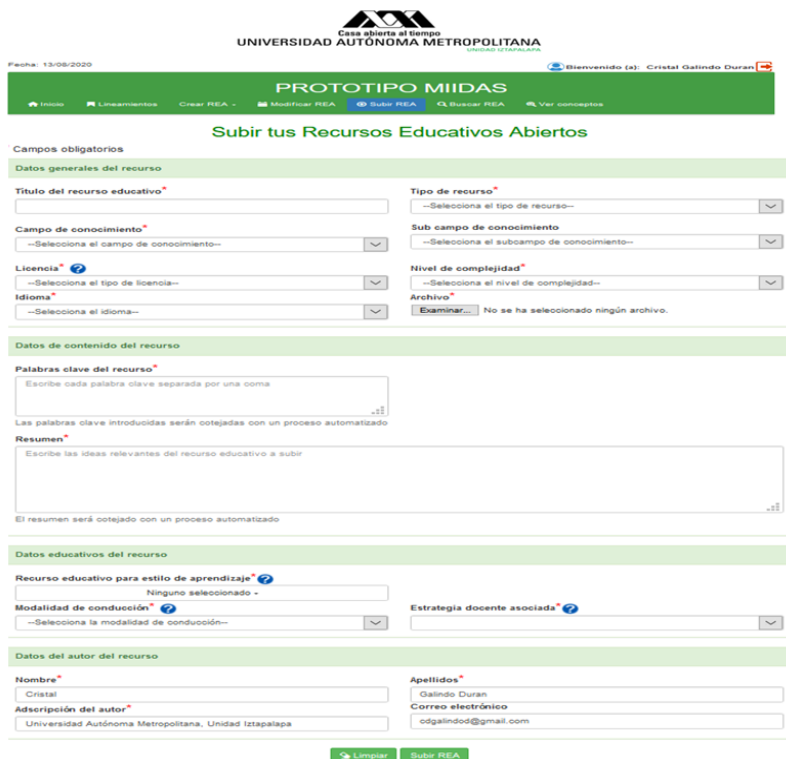 Casa abierta al tiempo
UNIVERSIDAD AUTÓNOMA METROPOLITANA
UNIDAD IZTAPALAPA
Fecha: 13/08/2020
Bienvenido (a): Cristal Galindo Duran
PROTOTIPO MIIDAS
Inicio Lineamientos Crear REA Modificar REA Subir REA Buscar REA Ver conceptos
Subir tus Recursos Educativos Abiertos
* Campos obligatorios
Datos generales del recurso
Titulo del recurso educativo* Tipo de recurso*
--Selecciona el tipo de recurso--
Campo de conocimiento* Sub campo de conocimiento
--Selecciona el campo de conocimiento-- --Selecciona el subcampo de conocimiento--
Licencia* ? Nivel de complejidad*
--Selecciona el tipo de licencia-- --Selecciona el nivel de complejidad--
Idioma* Archivo*
--Selecciona el idioma-- Examinar... No se ha seleccionado ningún archivo.
Datos de contenido del recurso
Palabras clave del recurso*
Escribe cada palabra clave separada por una coma
Las palabras clave introducidas serán cotejadas con un proceso automatizado
Resumen*
Escribe las ideas relevantes del recurso educativo a subir
El resumen será cotejado con un proceso automatizado
Datos educativos del recurso
Recurso educativo para estilo de aprendizaje* ?
Ninguno seleccionado
Modalidad de conducción* ? Estrategia docente asociada* ?
--Selecciona la modalidad de conducción--
Datos del autor del recurso
Nombre* Apellidos*
Cristal Galindo Duran
Adscripción del autor* Correo electrónico
Universidad Autónoma Metropolitana, Unidad Iztapalapa cdgalindod@gmail.com
Limpiar Subir REA